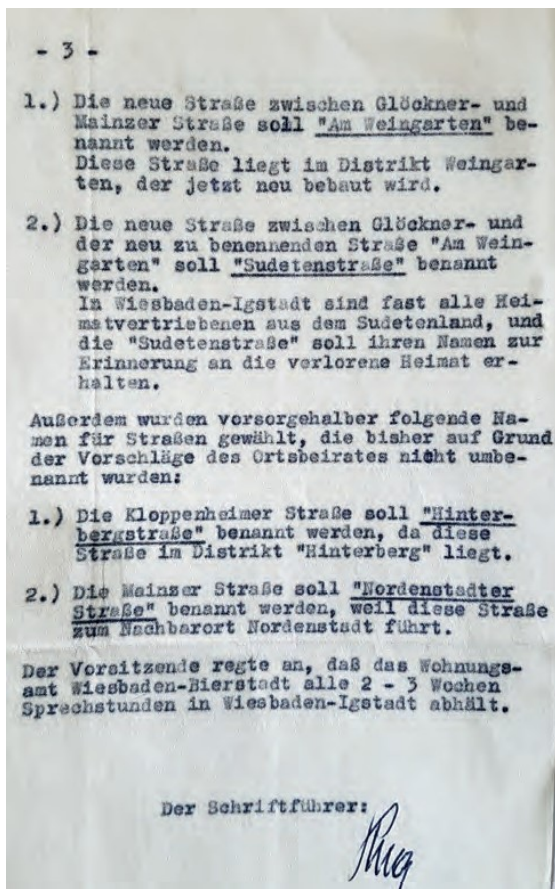 - 3 -
1.) Die neue Straße zwischen Glöckner- und
Mainzer Straße soll "Am Weingarten" be-
nannt werden.
Diese Straße liegt im Distrikt Weingar-
ten, der jetzt neu bebaut wird.
2.) Die neue Straße zwischen Glöckner- und
der neu zu benennenden Straße "Am Wein-
garten" soll "Sudetenstraße" benannt
werden.
In Wiesbaden-Igstadt sind fast alle Hei-
matvertriebenen aus dem Sudetenland, und
die "Sudetenstraße" soll ihren Namen zur
Erinnerung an die verlorene Heimat er-
halten.
Außerdem wurden vorsorgehalber folgende Na-
men für Straßen gewählt, die bisher auf Grund
der Vorschläge des Ortsbeirates nicht umbe-
nannt wurden:
1.) Die Kloppenheimer Straße soll "Hinter-
bergstraße" benannt werden, da diese
Straße im Distrikt "Hinterberg" liegt.
2.) Die Mainzer Straße soll "Nordenstadter
Straße" benannt werden, weil diese Straße
zum Nachbarort Nordenstadt führt.
Der Vorsitzende regte an, daß das Wohnungs-
amt Wiesbaden-Bierstadt alle 2 - 3 Wochen
Sprechstunden in Wiesbaden-Igstadt abhält.
Der Schriftführer: